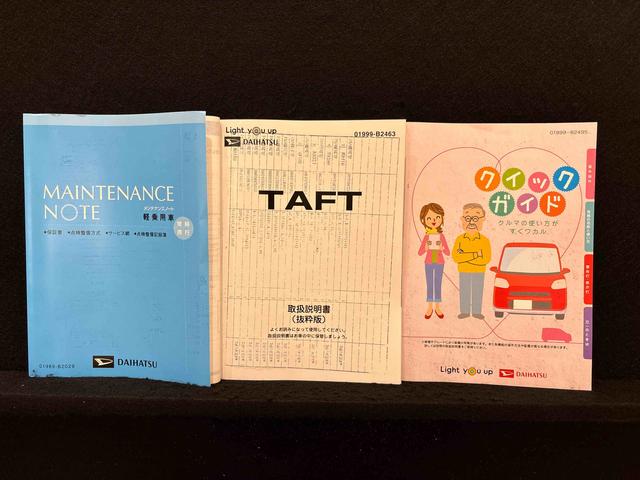 MAINTENANCE
NOTE
メンテナンスノート
軽乗用車
●保証書 ●点検整備方式 ●サービス網 ●点検整備記録簿
DAIHATSU
01999-B2029
Light you up
DAIHATSU
01999-B2463
TAFT
取扱説明書
(抜粋版)
よくお読みになって使用してください。
取扱説明書はお車の中に保管しましょう。
01999-B2495
クイック
ガイド
クルマの使い方が
すぐワカル。
Light you up
DAIHATSU